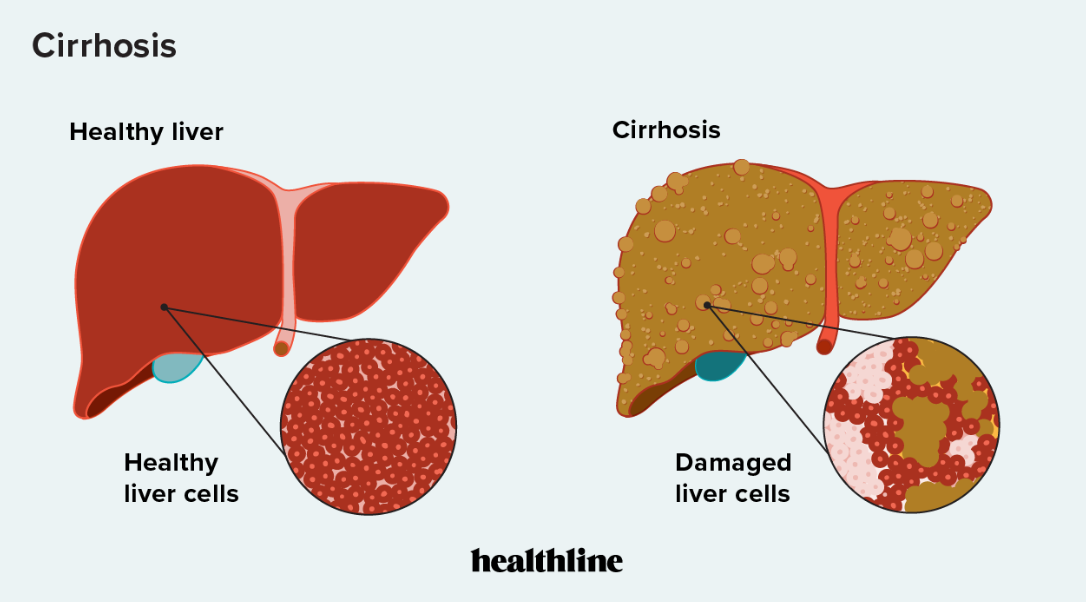 Cirrhosis
Healthy liver
Cirrhosis
Healthy
liver cells
Damaged
liver cells
healthline